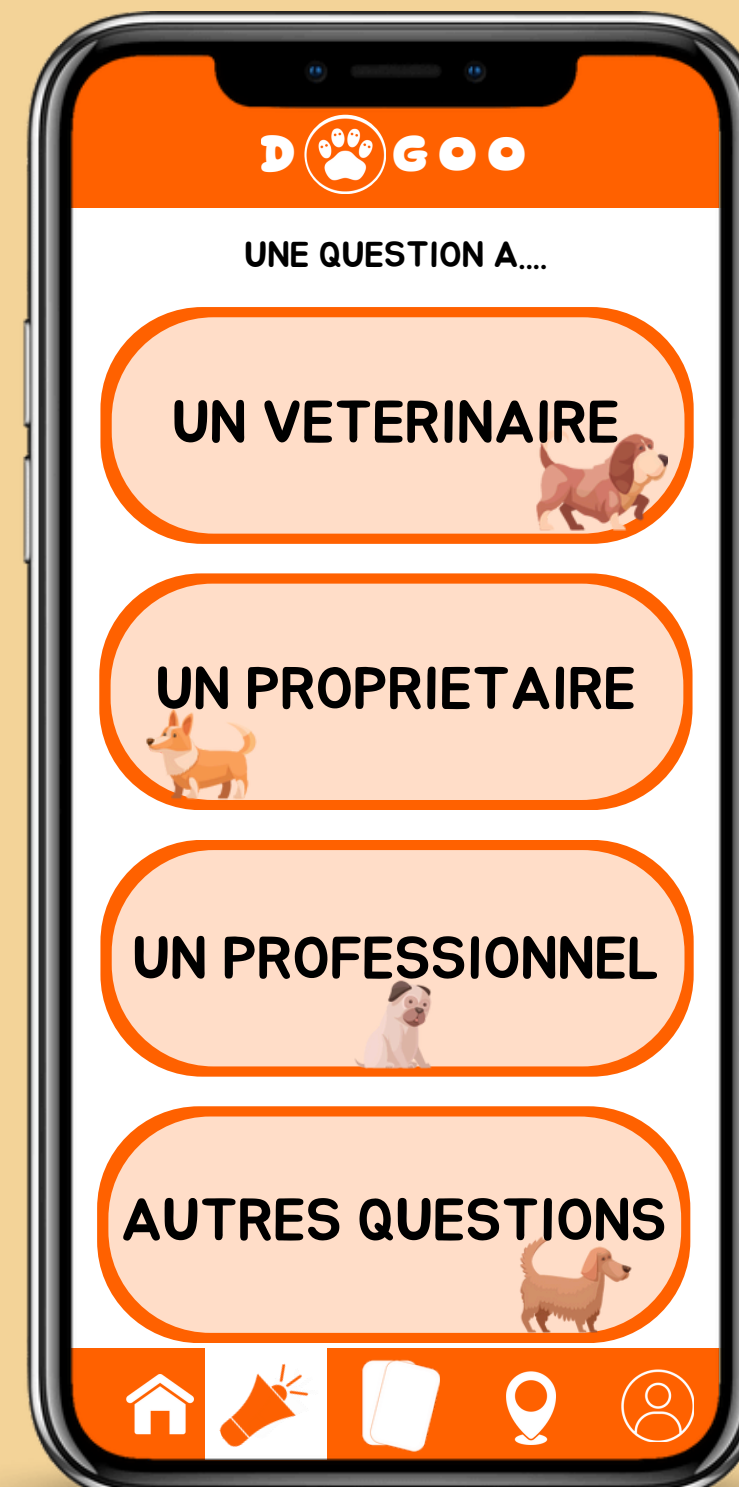 DOGOO
UNE QUESTION A....
UN VETERINAIRE
UN PROPRIETAIRE
UN PROFESSIONNEL
AUTRES QUESTIONS